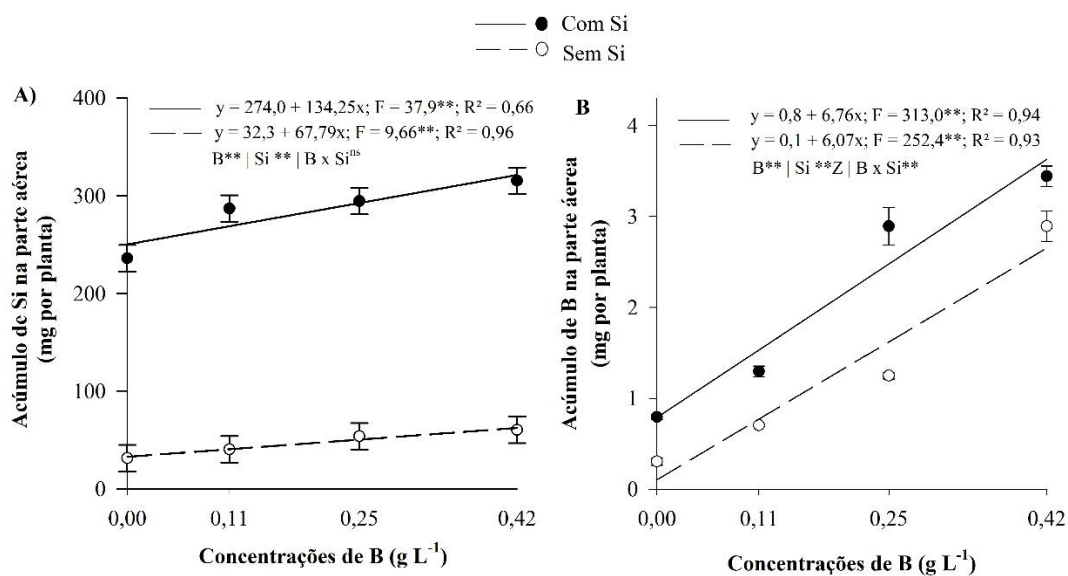 Com Si
Sem Si
A)
y = 274,0 + 134,25x; F = 37,9**; R² = 0,66
y = 32,3 + 67,79x; F = 9,66**; R² = 0,96
B** | Si ** | B x Siⁿˢ
Acúmulo de Si na parte aérea
(mg por planta)
400
300
200
100
0
0,00
0,11
0,25
0,42
Concentrações de B (g L⁻¹)
B
y = 0,8 + 6,76x; F = 313,0**; R² = 0,94
y = 0,1 + 6,07x; F = 252,4**; R² = 0,93
B** | Si **Z | B x Si**
Acúmulo de B na parte áerea
(mg por planta)
4
3
2
1
0
0,00
0,11
0,25
0,42
Concentrações de B (g L⁻¹)